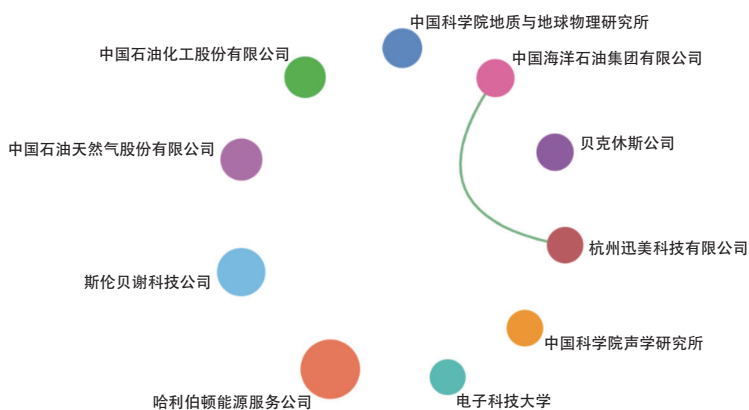 中国科学院地质与地球物理研究所
中国石油化工股份有限公司
中国海洋石油集团有限公司
贝克休斯公司
中国石油天然气股份有限公司
杭州迅美科技有限公司
斯伦贝谢科技公司
中国科学院声学研究所
哈利伯顿能源服务公司
电子科技大学